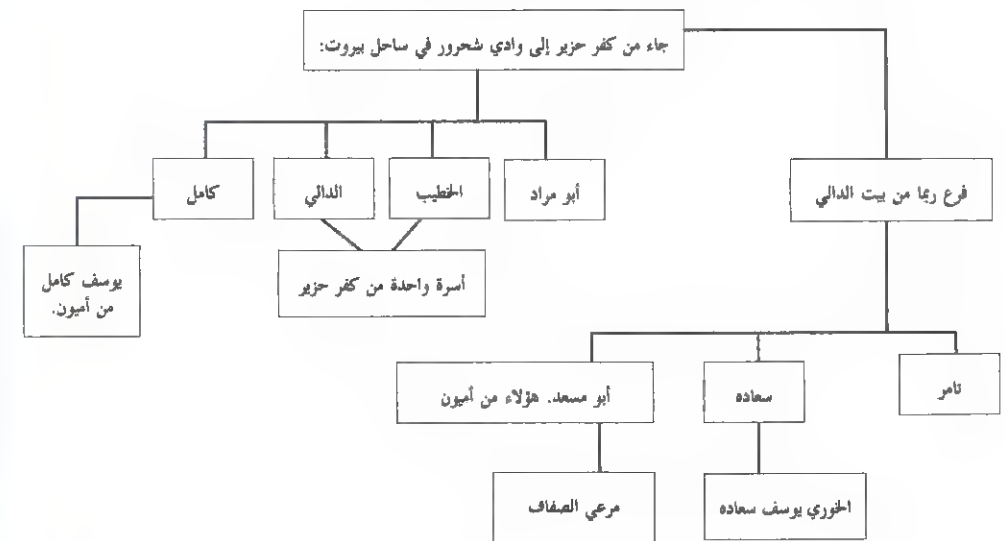 جاء من كفر حزير إلى وادي شحرور في ساحل بيروت:
فرع ربما من بيت الدالي
أبو مراد
الخطيب
الدالي
كامل
أسرة واحدة من كفر حزير
يوسف كامل
من أميون.
تامر
سعاده
أبو مسعد. هؤلاء من أميون
الخوري يوسف سعاده
مرعي الصفاف